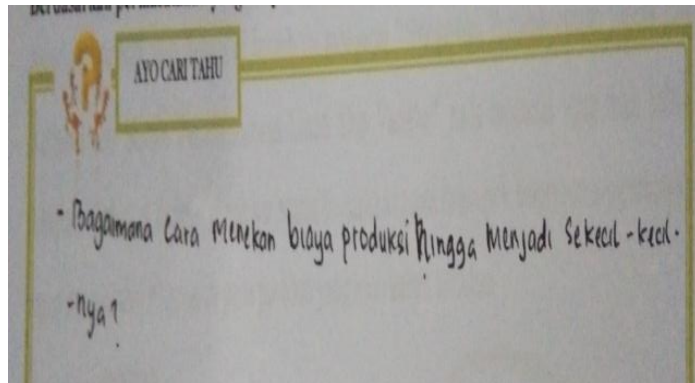 AYO CARI TAHU
- Bagaimana cara menekan biaya produksi hingga menjadi sekecil-kecil-
-nya?